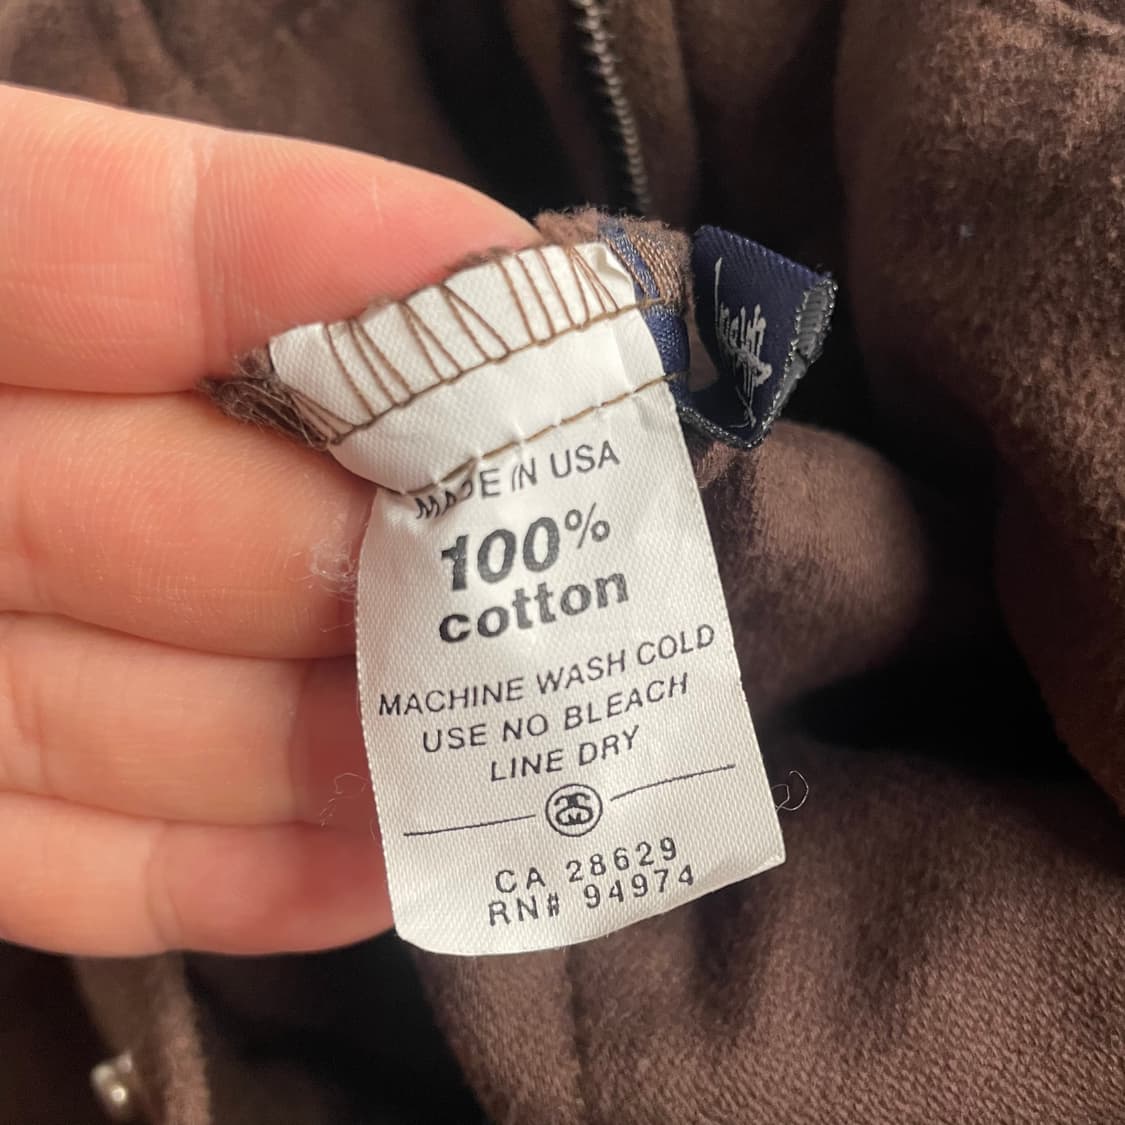 MADE IN USA
100%
cotton
MACHINE WASH COLD
USE NO BLEACH
LINE DRY
CA 28629
RN# 94974